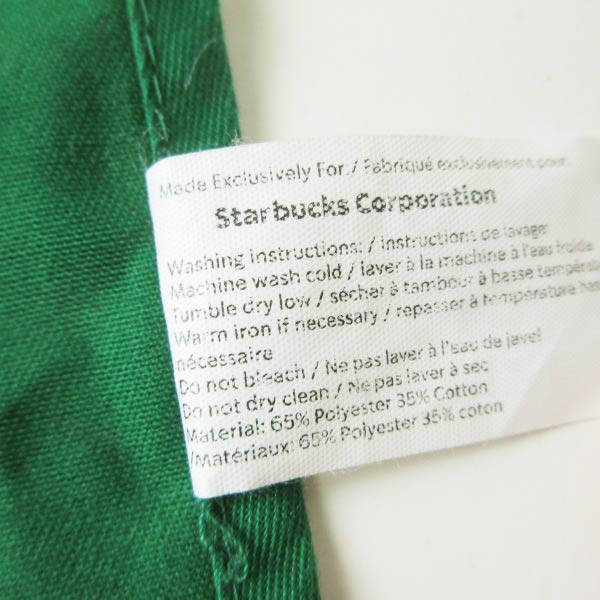 Made Exclusively For:/ Fabriqué exclusivement pour
Starbucks Corporation
Washing instructions: / instructions de lavage:
Machine wash cold / laver à la machine à l'eau froide
Tumble dry low / sécher à tambour à basse températu
Warm iron if necessary / repasser à temperature
nécessaire
Do not bleach / Ne pas laver à l'eau de javel
Do not dry clean / Ne pas laver à sec
Material: 65% Polyester 35% Cotton
/Matériaux: 65% Polyester 35% coton